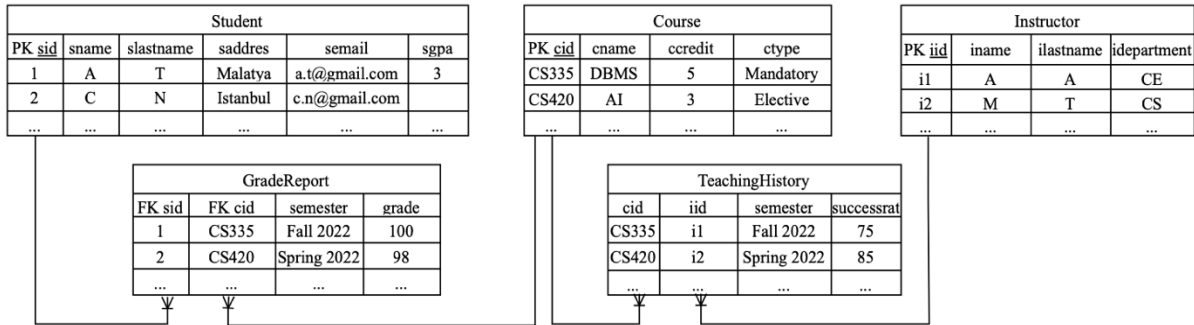 Student
PK sid sname slastname saddres semail sgpa
1 A T Malatya a.t@gmail.com 3
2 C N Istanbul c.n@gmail.com
... ... ... ... ... ...
Course
PK cid cname ccredit ctype
CS335 DBMS 5 Mandatory
CS420 AI 3 Elective
... ... ... ...
Instructor
PK iid iname ilastname idepartment
i1 A A CE
i2 M T CS
... ... ... ...
GradeReport
FK sid FK cid semester grade
1 CS335 Fall 2022 100
2 CS420 Spring 2022 98
... ... ... ...
TeachingHistory
cid iid semester successrat
CS335 i1 Fall 2022 75
CS420 i2 Spring 2022 85
... ... ... ...